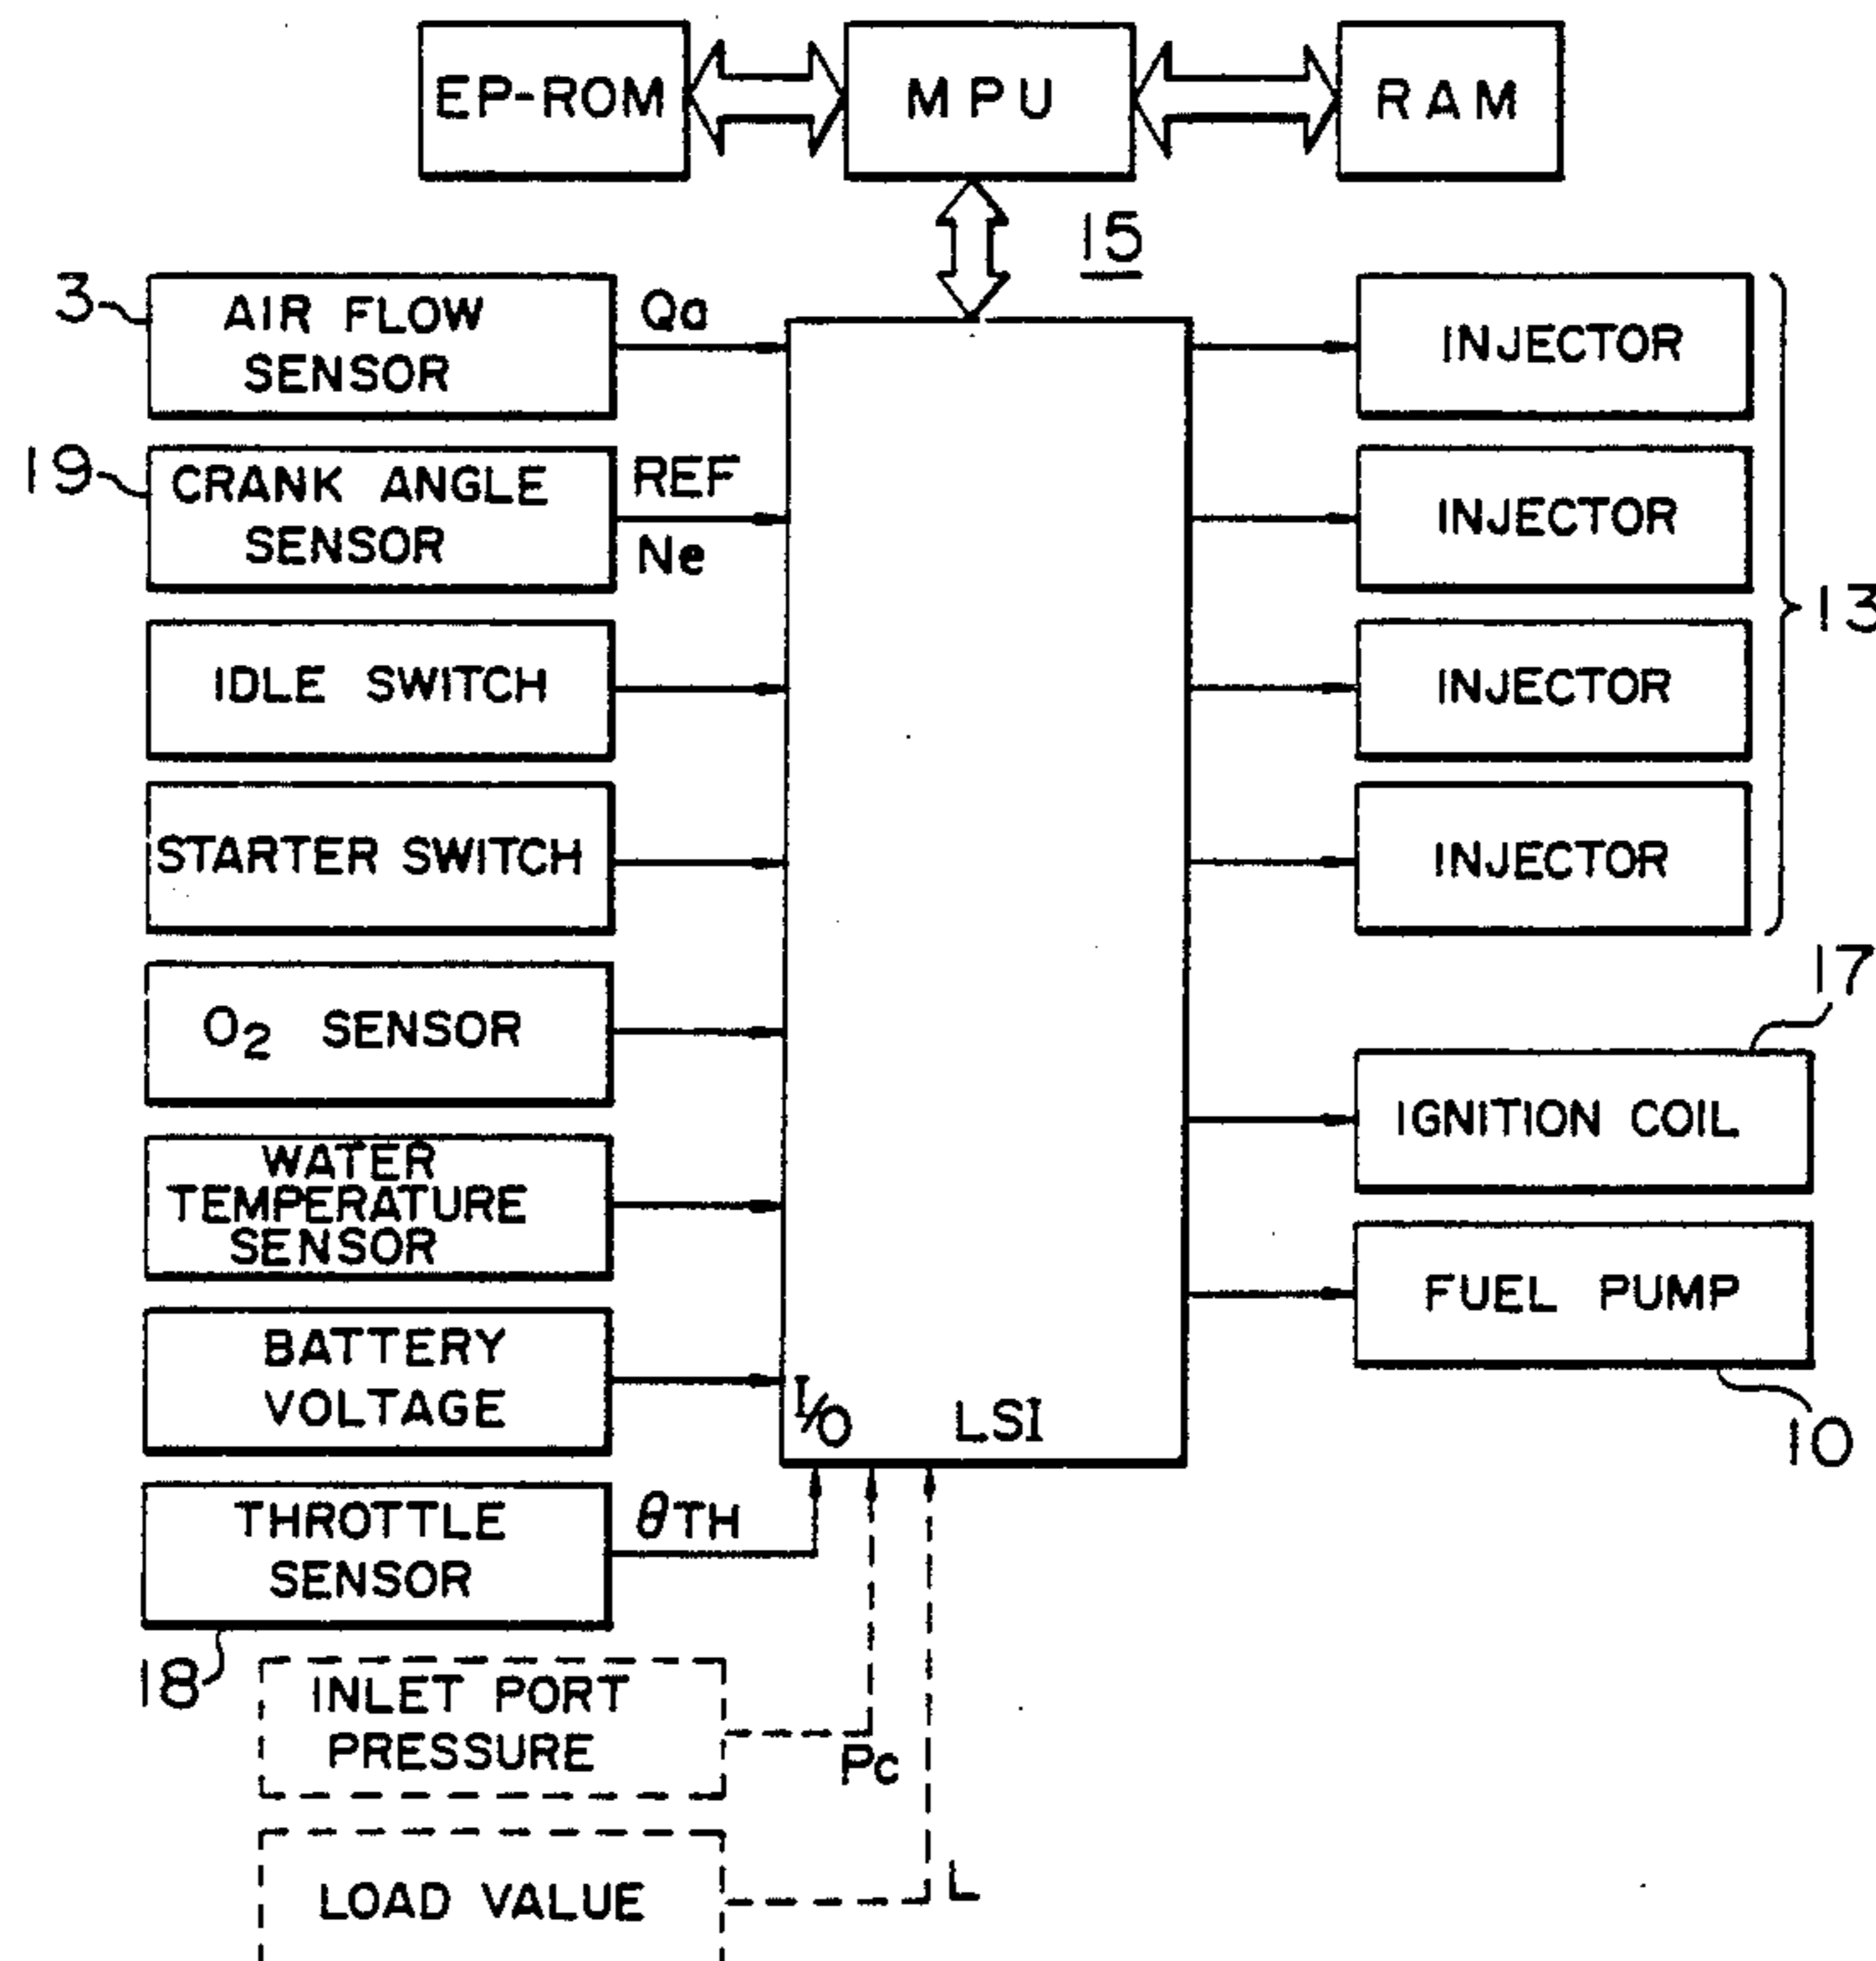 EP-ROM
MPU
RAM
15
3
AIR FLOW
SENSOR
Qa
INJECTOR
19
CRANK ANGLE
SENSOR
REF
Ne
INJECTOR
13
IDLE SWITCH
INJECTOR
STARTER SWITCH
INJECTOR
O2 SENSOR
17
IGNITION COIL
WATER
TEMPERATURE
SENSOR
FUEL PUMP
10
BATTERY
VOLTAGE
I/O
LSI
THROTTLE
SENSOR
θTH
18
INLET PORT
PRESSURE
Pc
LOAD VALUE
L